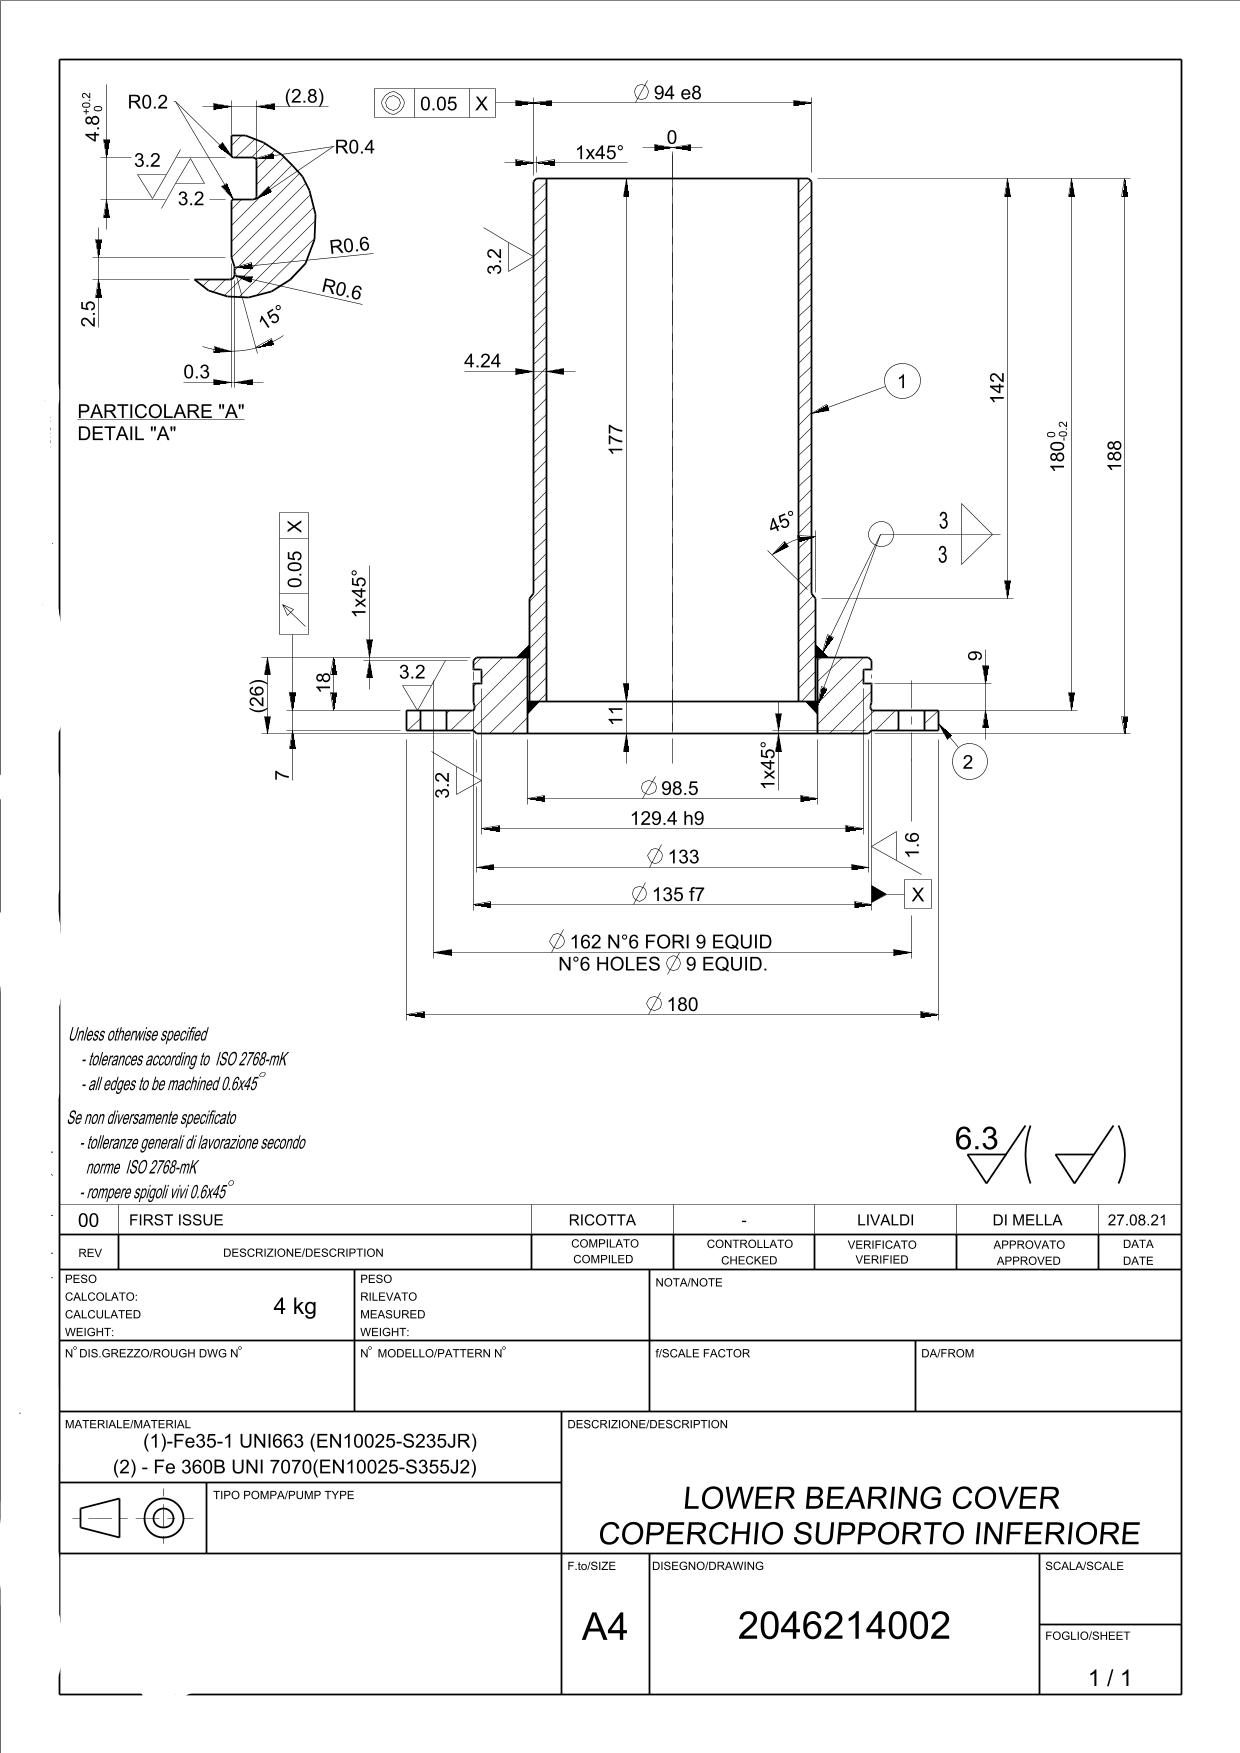 R0.2
(2.8)
4.8 +0.2 0
3.2
3.2
R0.4
R0.6
R0.6
2.5
15°
0.3
PARTICOLARE "A"
DETAIL "A"
0.05 X
Ø 94 e8
0
1x45°
3.2
4.24
177
1
142
180 0 -0.2
188
45°
3
3
0.05 X
1x45°
3.2
(26)
18
7
11
9
2
3.2
1x45°
Ø 98.5
129.4 h9
1.6
Ø 133
Ø 135 f7
X
Ø 162 N°6 FORI 9 EQUID
N°6 HOLES Ø 9 EQUID.
Ø 180
Unless otherwise specified
- tolerances according to ISO 2768-mK
- all edges to be machined 0.6x45°
Se non diversamente specificato
- tolleranze generali di lavorazione secondo
norme ISO 2768-mK
- rompere spigoli vivi 0.6x45°
6.3 ( )
00 FIRST ISSUE RICOTTA - LIVALDI DI MELLA 27.08.21
REV DESCRIZIONE/DESCRIPTION COMPILATO COMPILED CONTROLLATO CHECKED VERIFICATO VERIFIED APPROVATO APPROVED DATA DATE
PESO
CALCOLATO:
CALCULATED
WEIGHT:
4 kg
PESO
RILEVATO
MEASURED
WEIGHT:
NOTA/NOTE
N° DIS.GREZZO/ROUGH DWG N°
N° MODELLO/PATTERN N°
f/SCALE FACTOR
DA/FROM
MATERIALE/MATERIAL
(1)-Fe35-1 UNI663 (EN10025-S235JR)
(2) - Fe 360B UNI 7070(EN10025-S355J2)
DESCRIZIONE/DESCRIPTION
LOWER BEARING COVER
COPERCHIO SUPPORTO INFERIORE
TIPO POMPA/PUMP TYPE
F.to/SIZE
A4
DISEGNO/DRAWING
2046214002
SCALA/SCALE
FOGLIO/SHEET
1 / 1